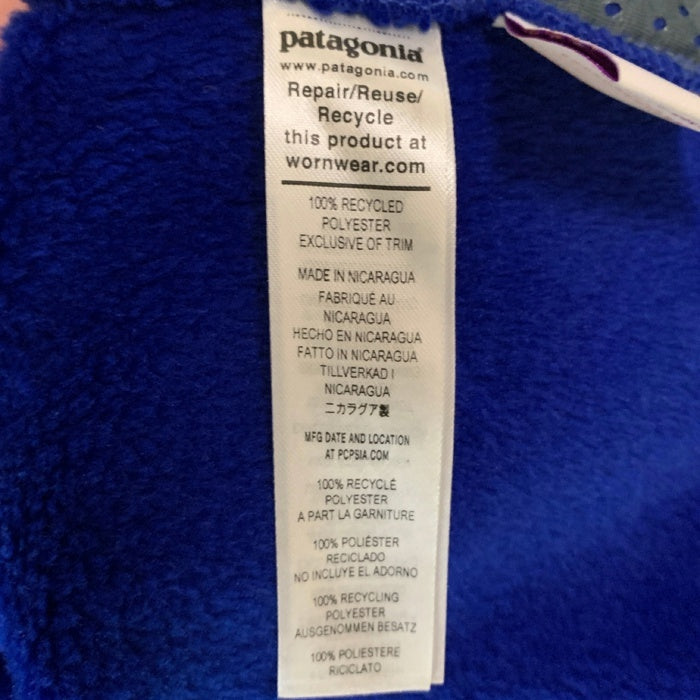 patagonia®
www.patagonia.com
Repair/Reuse/
Recycle
this product at
wornwear.com
100% RECYCLED
POLYESTER
EXCLUSIVE OF TRIM
MADE IN NICARAGUA
FABRIQUÉ AU
NICARAGUA
HECHO EN NICARAGUA
FATTO IN NICARAGUA
TILLVERKAD I
NICARAGUA
ニカラグア製
MFG DATE AND LOCATION
AT PCPSIA.COM
100% RECYCLÉ
POLYESTER
A PART LA GARNITURE
100% POLIÉSTER
RECICLADO
NO INCLUYE EL ADORNO
100% RECYCLING
POLYESTER
AUSGENOMMEN BESATZ
100% POLIESTERE
RICICLATO